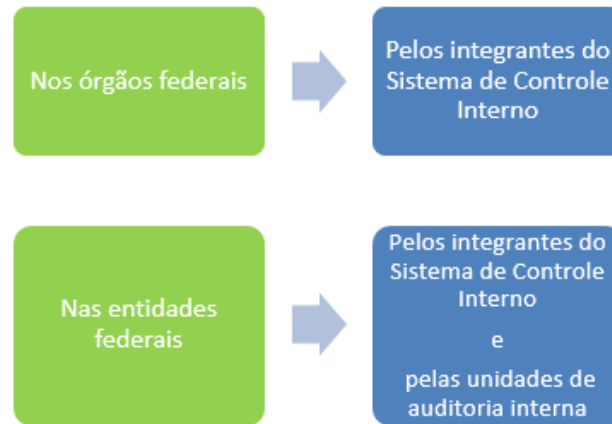 Nos órgãos federais
Pelos integrantes do
Sistema de Controle
Interno
Nas entidades
federais
Pelos integrantes do
Sistema de Controle
Interno
e
pelas unidades de
auditoria interna